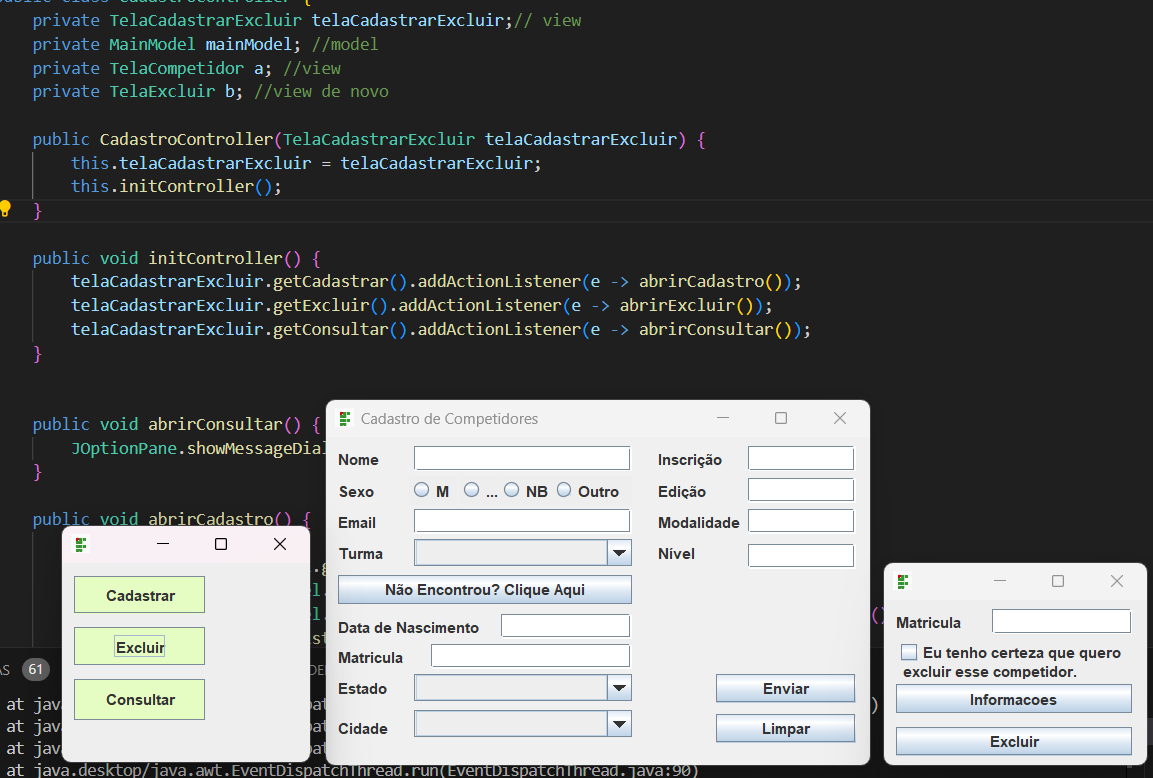 public class CadastroController {
private TelaCadastrarExcluir telaCadastrarExcluir;// view
private MainModel mainModel; //model
private TelaCompetidor a; //view
private TelaExcluir b; //view de novo
public CadastroController(TelaCadastrarExcluir telaCadastrarExcluir) {
this.telaCadastrarExcluir = telaCadastrarExcluir;
this.initController();
}
public void initController() {
telaCadastrarExcluir.getCadastrar().addActionListener(e -> abrirCadastro());
telaCadastrarExcluir.getExcluir().addActionListener(e -> abrirExcluir());
telaCadastrarExcluir.getConsultar().addActionListener(e -> abrirConsultar());
}
public void abrirConsultar() {
JOptionPane.showMessageDial
}
public void abrirCadastro() {
Cadastrar
Excluir
Consultar
Cadastro de Competidores
Nome
Inscrição
Sexo
M
...
NB
Outro
Edição
Email
Modalidade
Turma
Nível
Não Encontrou? Clique Aqui
Data de Nascimento
Matricula
Estado
Enviar
Cidade
Limpar
Matricula
Eu tenho certeza que quero
excluir esse competidor.
Informacoes
Excluir
AS 61
at java
at java
at java
at java.desktop/java.awt.EventDispatchThread.run(EventDispatchThread.java:90)